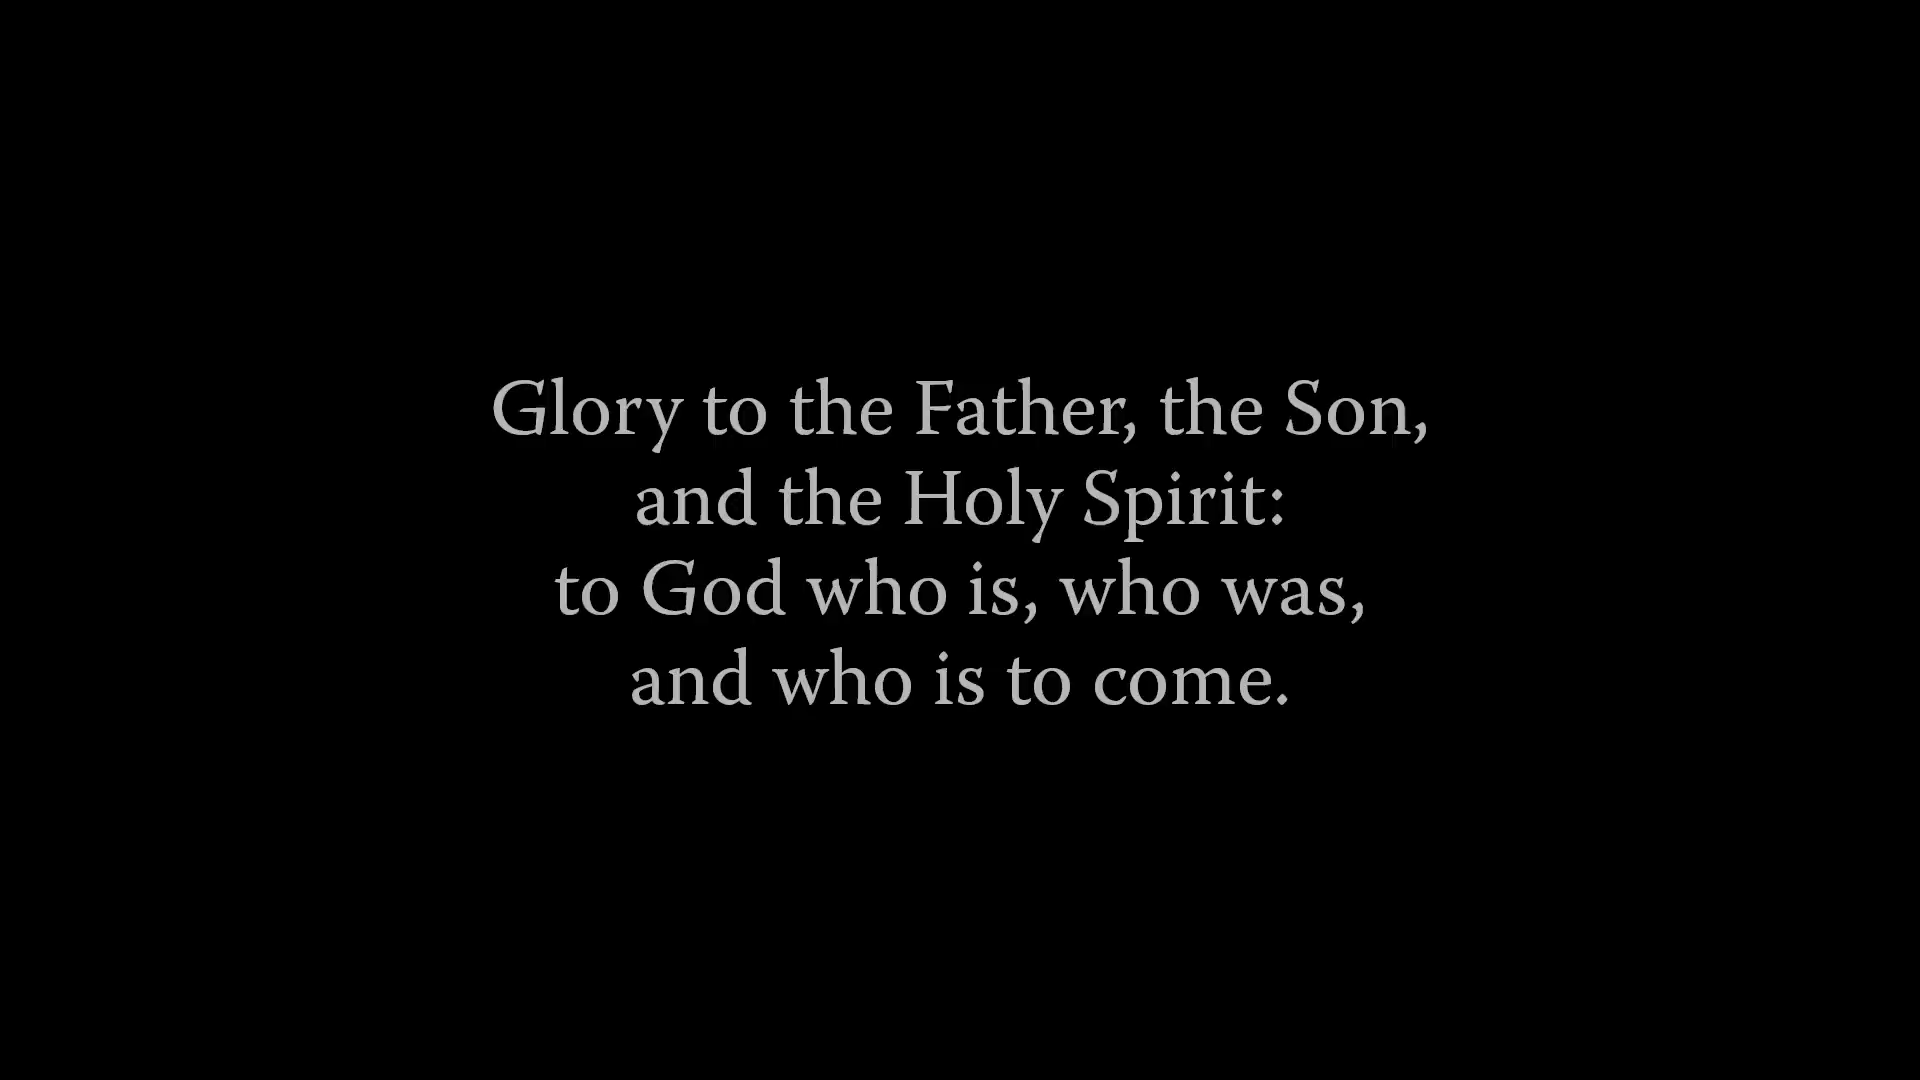 Glory to the Father, the Son,
and the Holy Spirit:
to God who is, who was,
and who is to come.